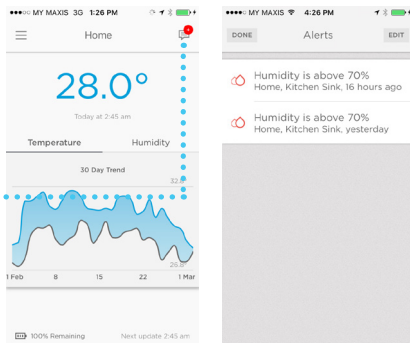 MY MAXIS 3G 1:26 PM
Home
28.0°
Today at 2:45 am
Temperature Humidity
30 Day Trend
32.0°
26.0°
1 Feb 8 15 22 1 Mar
100% Remaining Next update 2:45 am
MY MAXIS 4:26 PM
DONE Alerts EDIT
Humidity is above 70%
Home, Kitchen Sink, 16 hours ago
Humidity is above 70%
Home, Kitchen Sink, yesterday